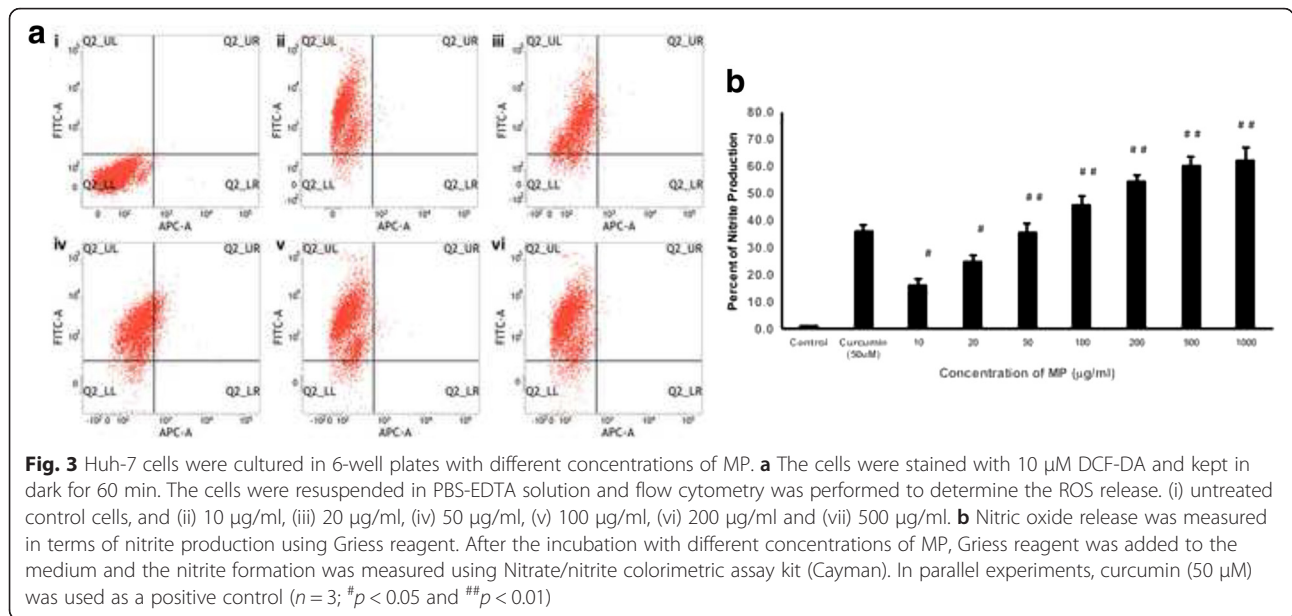 a
i
Q2_UL Q2_UR
FITC-A
Q2_LL Q2_LR
0 10² 10³ 10⁴ 10⁵
APC-A
ii
Q2_UL Q2_UR
FITC-A
Q2_LL Q2_LR
APC-A
iii
Q2_UL Q2_UR
FITC-A
Q2_LL Q2_LR
APC-A
iv
Q2_UL Q2_UR
FITC-A
Q2_LL Q2_LR
APC-A
v
Q2_UL Q2_UR
FITC-A
Q2_LL Q2_LR
APC-A
vi
Q2_UL Q2_UR
FITC-A
Q2_LL Q2_LR
APC-A
b
Percent of Nitrite Production
80.0
70.0
60.0
50.0
40.0
30.0
20.0
10.0
0.0
# # ## ## ## ## ##
Control Curcumin 10 20 50 100 200 500 1000
(50uM)
Concentration of MP (µg/ml)
Fig. 3 Huh-7 cells were cultured in 6-well plates with different concentrations of MP. a The cells were stained with 10 μM DCF-DA and kept in
dark for 60 min. The cells were resuspended in PBS-EDTA solution and flow cytometry was performed to determine the ROS release. (i) untreated
control cells, and (ii) 10 μg/ml, (iii) 20 μg/ml, (iv) 50 μg/ml, (v) 100 μg/ml, (vi) 200 μg/ml and (vii) 500 μg/ml. b Nitric oxide release was measured
in terms of nitrite production using Griess reagent. After the incubation with different concentrations of MP, Griess reagent was added to the
medium and the nitrite formation was measured using Nitrate/nitrite colorimetric assay kit (Cayman). In parallel experiments, curcumin (50 μM)
was used as a positive control (n = 3; #p < 0.05 and ##p < 0.01)